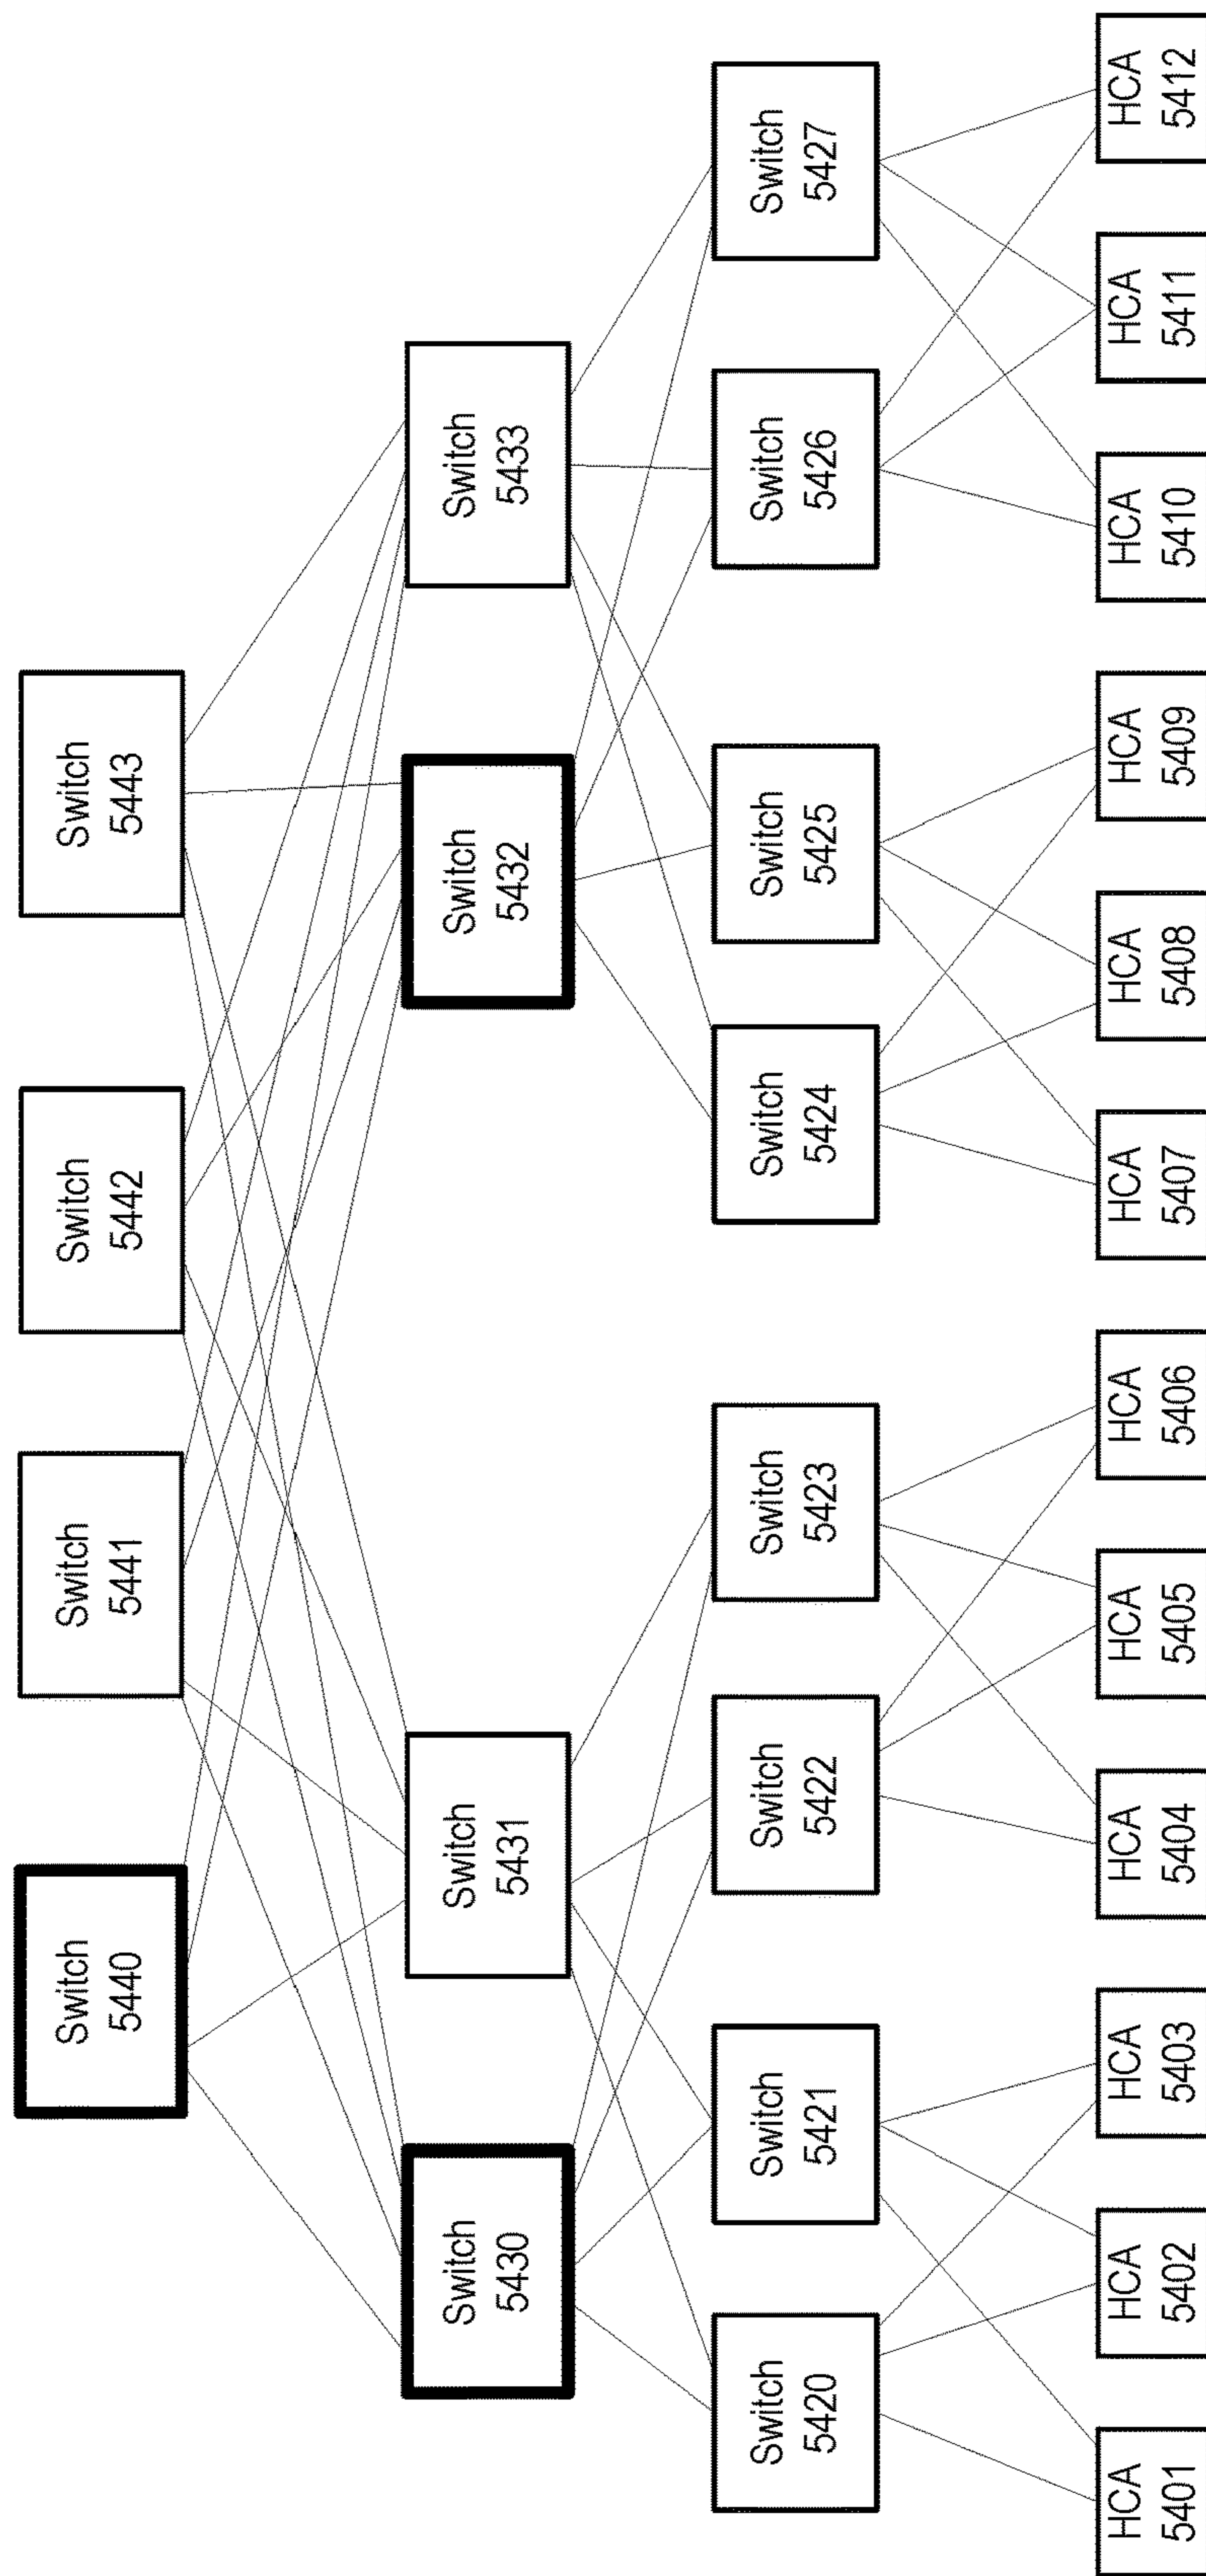 Switch
5440
Switch
5441
Switch
5442
Switch
5443
Switch
5430
Switch
5431
Switch
5432
Switch
5433
Switch
5420
Switch
5421
Switch
5422
Switch
5423
Switch
5424
Switch
5425
Switch
5426
Switch
5427
HCA
5401
HCA
5402
HCA
5403
HCA
5404
HCA
5405
HCA
5406
HCA
5407
HCA
5408
HCA
5409
HCA
5410
HCA
5411
HCA
5412